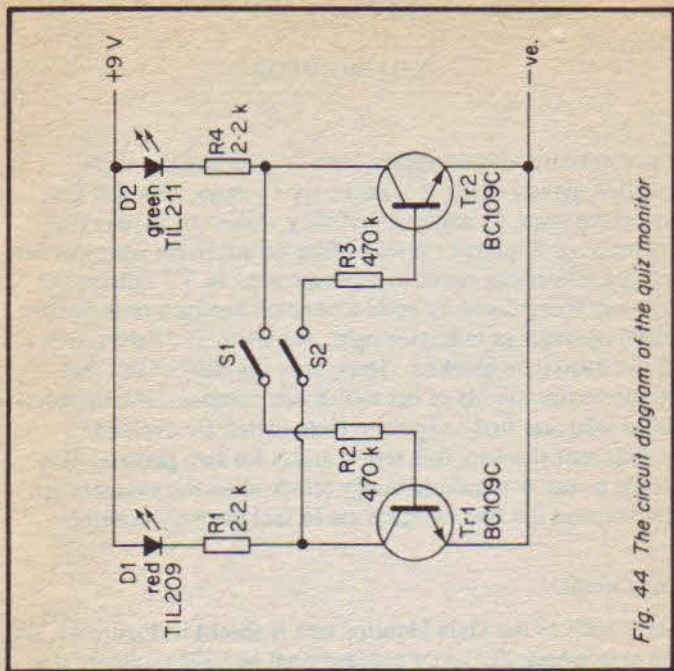 +9 V
D1
red
TIL209
D2
green
TIL211
R1
2·2 k
R4
2·2 k
S1
S2
R2
470 k
R3
470 k
Tr1
BC109C
Tr2
BC109C
−ve.
Fig. 44 The circuit diagram of the quiz monitor